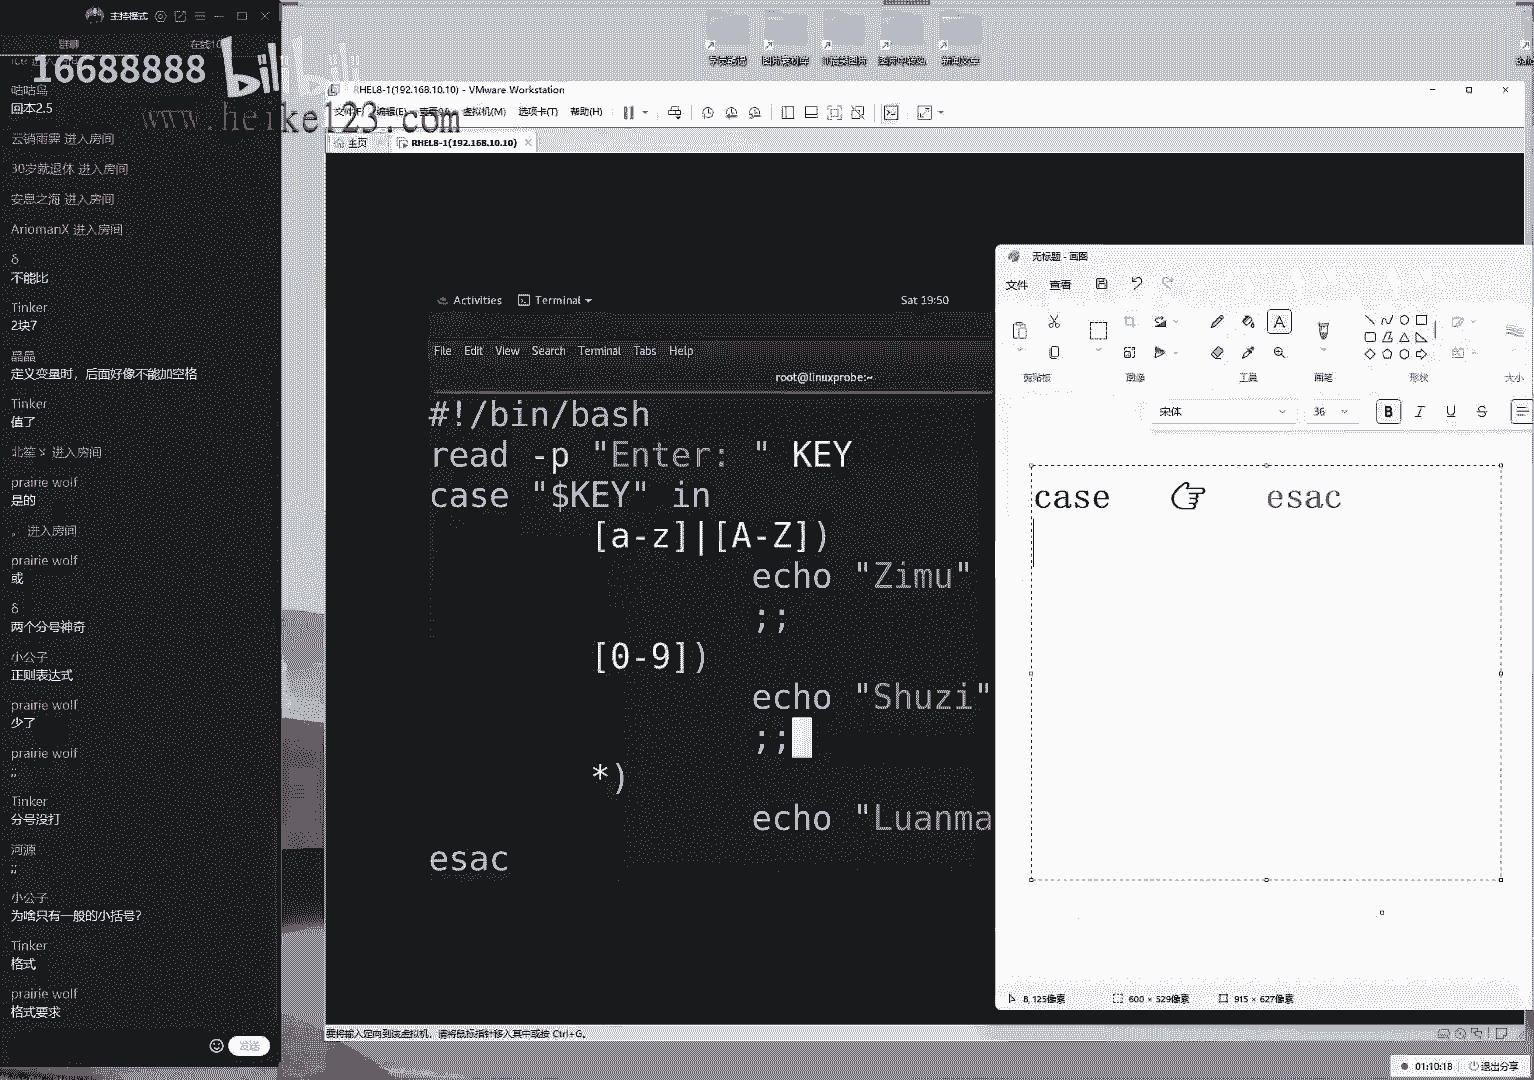 主持模式
群聊
16688888
bilibili
www.heike123.com
咕咕鸟
回本2.5
云销雨霁 进入房间
30岁就退休 进入房间
安息之海 进入房间
AriomanX 进入房间
δ
不能比
Tinker
2块7
晶晶
定义变量时，后面好像不能加空格
Tinker
值了
进入房间
prairie wolf
是的
。 进入房间
prairie wolf
或
δ
两个分号神奇
小公子
正则表达式
prairie wolf
少了
prairie wolf
;;
Tinker
分号没打
河源
;;
小公子
为啥只有一般的小括号?
Tinker
格式
prairie wolf
格式要求
发送
RHEL8-1(192.168.10.10) - VMware Workstation
文件(F) 编辑(E) 查看(V) 虚拟机(M) 选项卡(T) 帮助(H)
主页
RHEL8-1(192.168.10.10)
Activities
Terminal
Sat 19:50
File Edit View Search Terminal Tabs Help
root@linuxprobe:~
#!/bin/bash
read -p "Enter: " KEY
case "$KEY" in
[a-z]|[A-Z])
echo "Zimu"
;;
[0-9])
echo "Shuzi"
;;
*)
echo "Luanma
esac
要将输入定向到该虚拟机，请将鼠标指针移入其中或按 Ctrl+G。
无标题 - 画图
文件 查看
剪贴板 图像 工具 画笔 形状 大小
宋体 36 B I U S
case esac
8, 125像素
600 × 529像素
915 × 627像素
01:10:18
退出分享